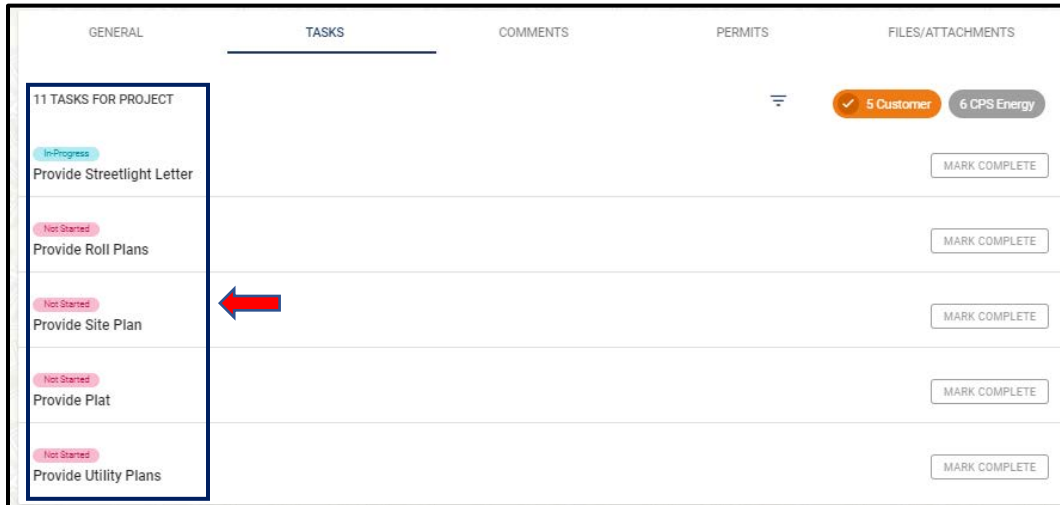 GENERAL TASKS COMMENTS PERMITS FILES/ATTACHMENTS
11 TASKS FOR PROJECT 5 Customer 6 CPS Energy
In-Progress
Provide Streetlight Letter MARK COMPLETE
Not Started
Provide Roll Plans MARK COMPLETE
Not Started
Provide Site Plan MARK COMPLETE
Not Started
Provide Plat MARK COMPLETE
Not Started
Provide Utility Plans MARK COMPLETE